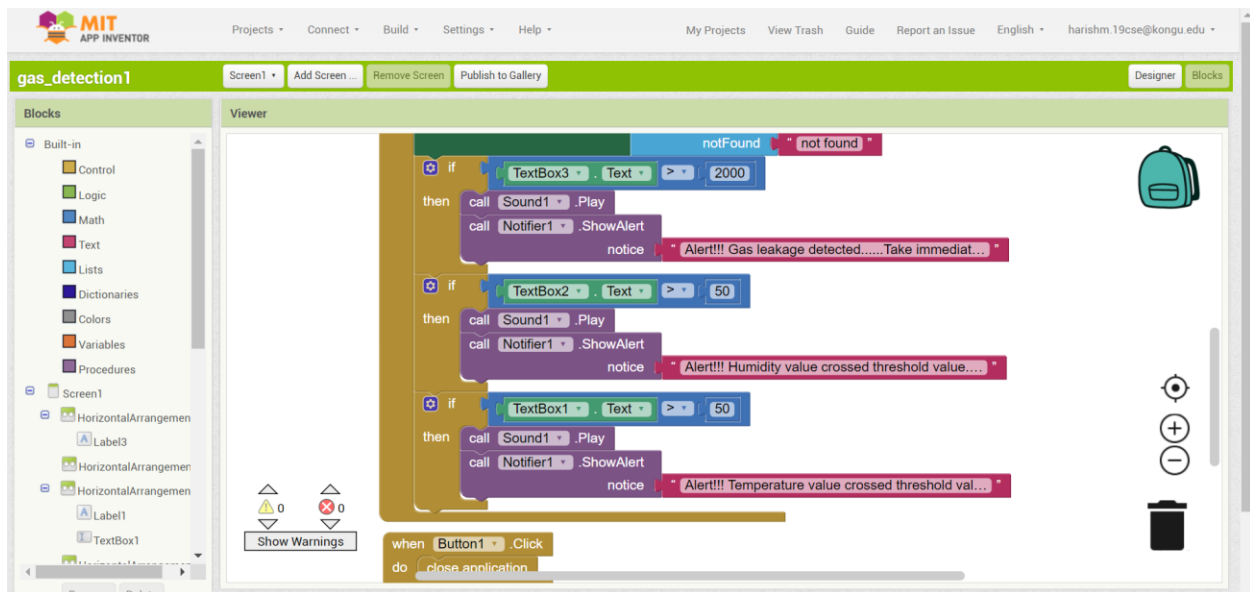 MIT
APP INVENTOR
Projects Connect Build Settings Help My Projects View Trash Guide Report an Issue English harishm.19cse@kongu.edu
gas_detection1 Screen1 Add Screen ... Remove Screen Publish to Gallery Designer Blocks
Blocks
Built-in
Control
Logic
Math
Text
Lists
Dictionaries
Colors
Variables
Procedures
Screen1
HorizontalArrangemen
Label3
HorizontalArrangemen
HorizontalArrangemen
Label1
TextBox1
Viewer
notFound " not found "
if TextBox3 . Text > 2000
then call Sound1 .Play
call Notifier1 .ShowAlert
notice " Alert!!! Gas leakage detected......Take immediat... "
if TextBox2 . Text > 50
then call Sound1 .Play
call Notifier1 .ShowAlert
notice " Alert!!! Humidity value crossed threshold value.... "
if TextBox1 . Text > 50
then call Sound1 .Play
call Notifier1 .ShowAlert
notice " Alert!!! Temperature value crossed threshold val... "
0 0
Show Warnings
when Button1 .Click
do close application